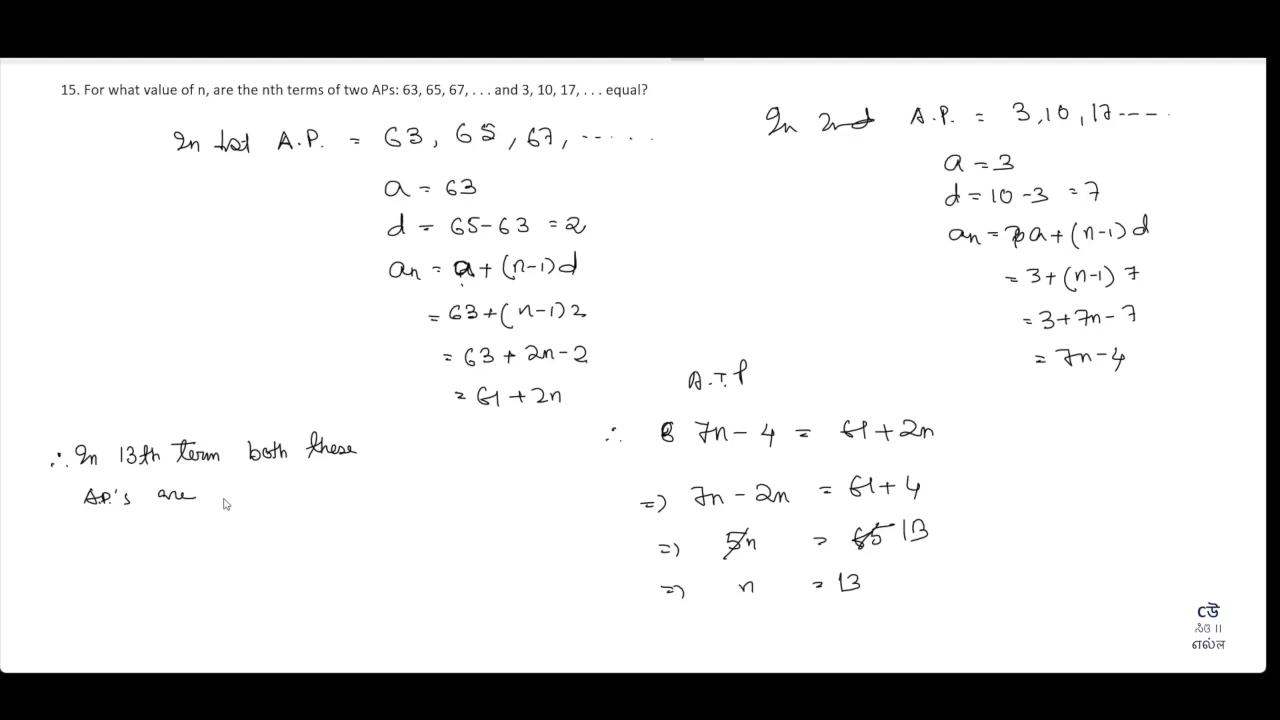 15. For what value of n, are the nth terms of two APs: 63, 65, 67, . . . and 3, 10, 17, . . . equal?
In 1st A.P. = 63, 65, 67, ......
a = 63
d = 65-63 = 2
an = a + (n-1)d
= 63+(n-1)2
= 63 + 2n - 2
= 61 + 2n
In 2nd A.P. = 3,10,17----
a = 3
d = 10-3 = 7
an = a+(n-1)d
= 3+(n-1) 7
= 3+7n-7
= 7n-4
A.T.P
∴ 7n-4 = 61+2n
=) 7n-2n = 61+4
=) 5n = 65 13
=) n = 13
∴ In 13th term both these
A.P.'s are
Cউ
எல்ல